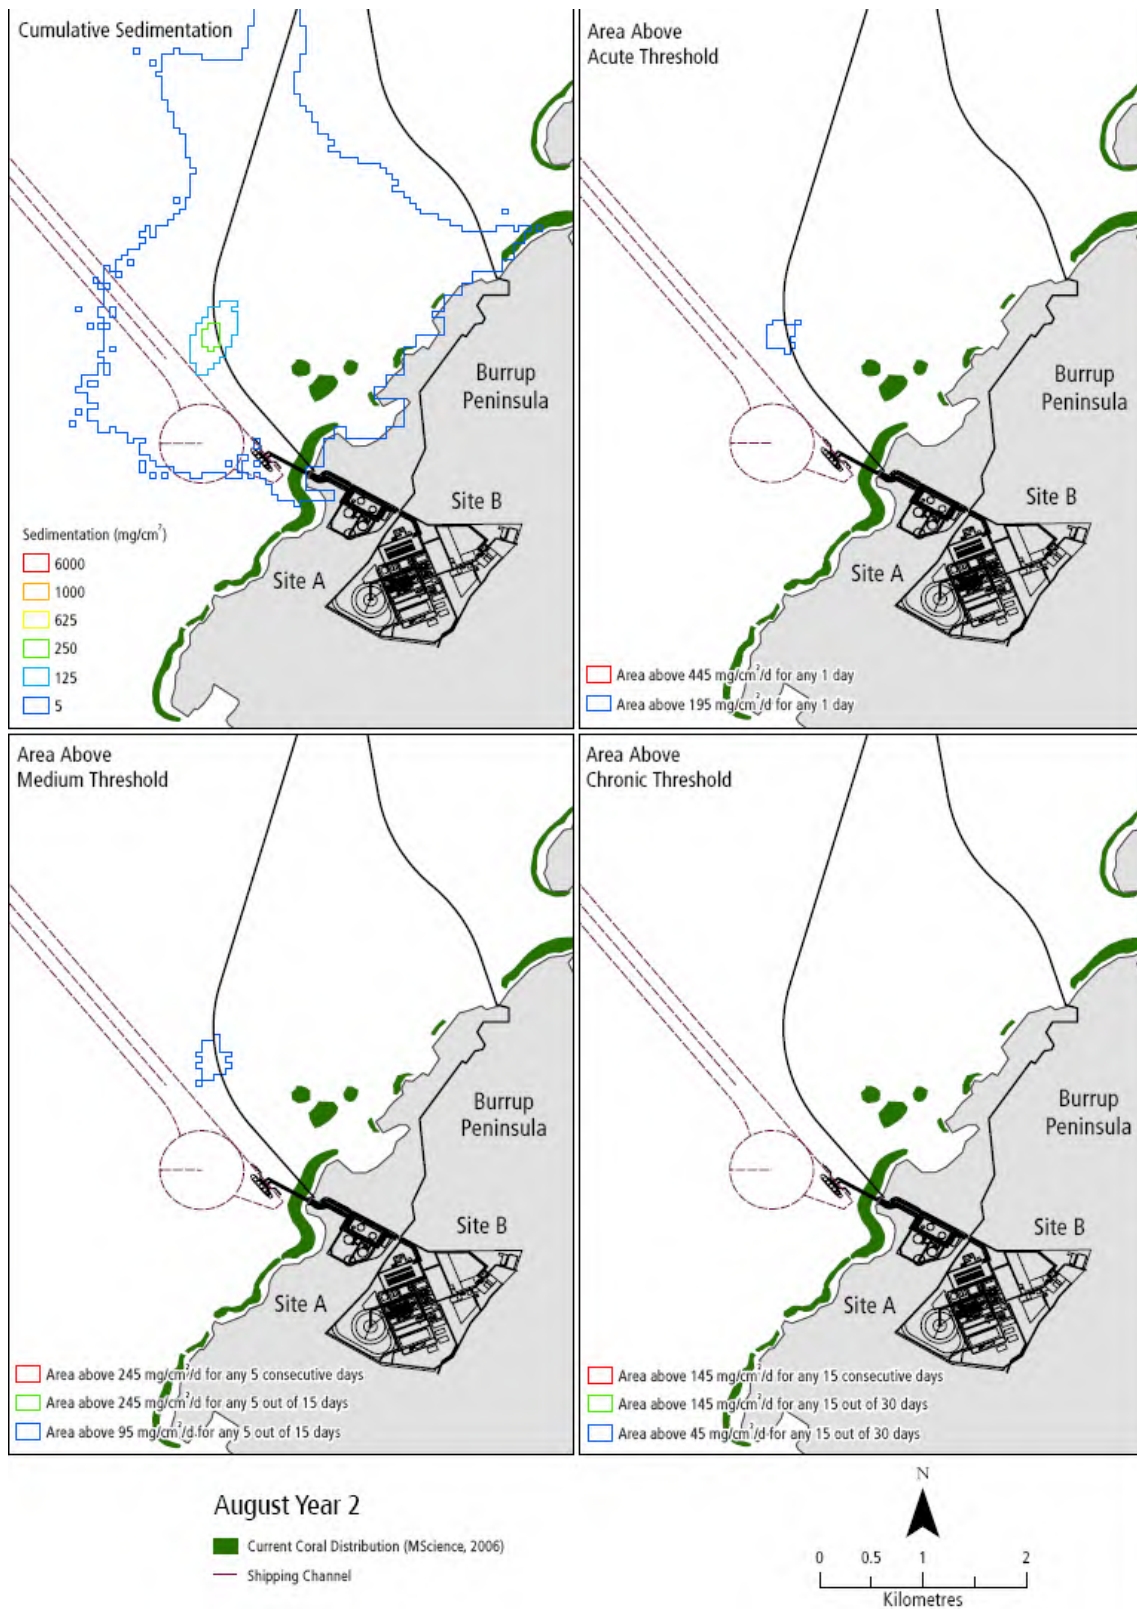 Cumulative Sedimentation
Burrup
Peninsula
Site B
Site A
Sedimentation (mg/cm²)
6000
1000
625
250
125
5
Area Above
Acute Threshold
Burrup
Peninsula
Site B
Site A
Area above 445 mg/cm²/d for any 1 day
Area above 195 mg/cm²/d for any 1 day
Area Above
Medium Threshold
Burrup
Peninsula
Site B
Site A
Area above 245 mg/cm²/d for any 5 consecutive days
Area above 245 mg/cm²/d for any 5 out of 15 days
Area above 95 mg/cm²/d for any 5 out of 15 days
Area Above
Chronic Threshold
Burrup
Peninsula
Site B
Site A
Area above 145 mg/cm²/d for any 15 consecutive days
Area above 145 mg/cm²/d for any 15 out of 30 days
Area above 45 mg/cm²/d for any 15 out of 30 days
August Year 2
Current Coral Distribution (MScience, 2006)
Shipping Channel
N
0 0.5 1 2
Kilometres